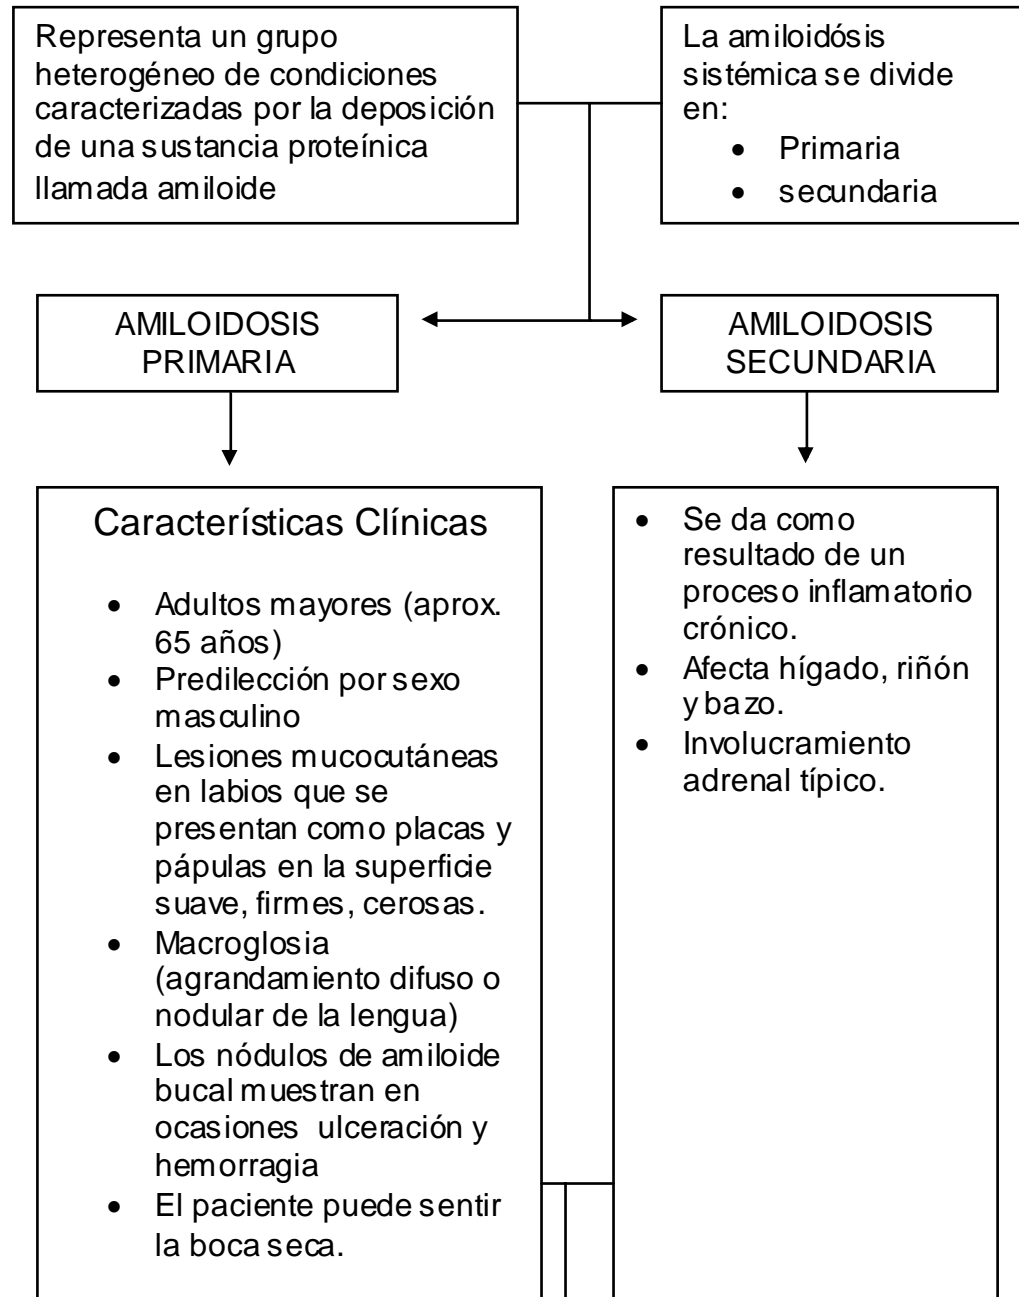 Representa un grupo
heterogéneo de condiciones
caracterizadas por la deposición
de una sustancia proteínica
llamada amiloide
La amiloidósis
sistémica se divide
en:
• Primaria
• secundaria
AMILOIDOSIS
PRIMARIA
AMILOIDOSIS
SECUNDARIA
Características Clínicas
• Adultos mayores (aprox.
65 años)
• Predilección por sexo
masculino
• Lesiones mucocutáneas
en labios que se
presentan como placas y
pápulas en la superficie
suave, firmes, cerosas.
• Macroglosia
(agrandamiento difuso o
nodular de la lengua)
• Los nódulos de amiloide
bucal muestran en
ocasiones ulceración y
hemorragia
• El paciente puede sentir
la boca seca.
• Se da como
resultado de un
proceso inflamatorio
crónico.
• Afecta hígado, riñón
y bazo.
• Involucramiento
adrenal típico.